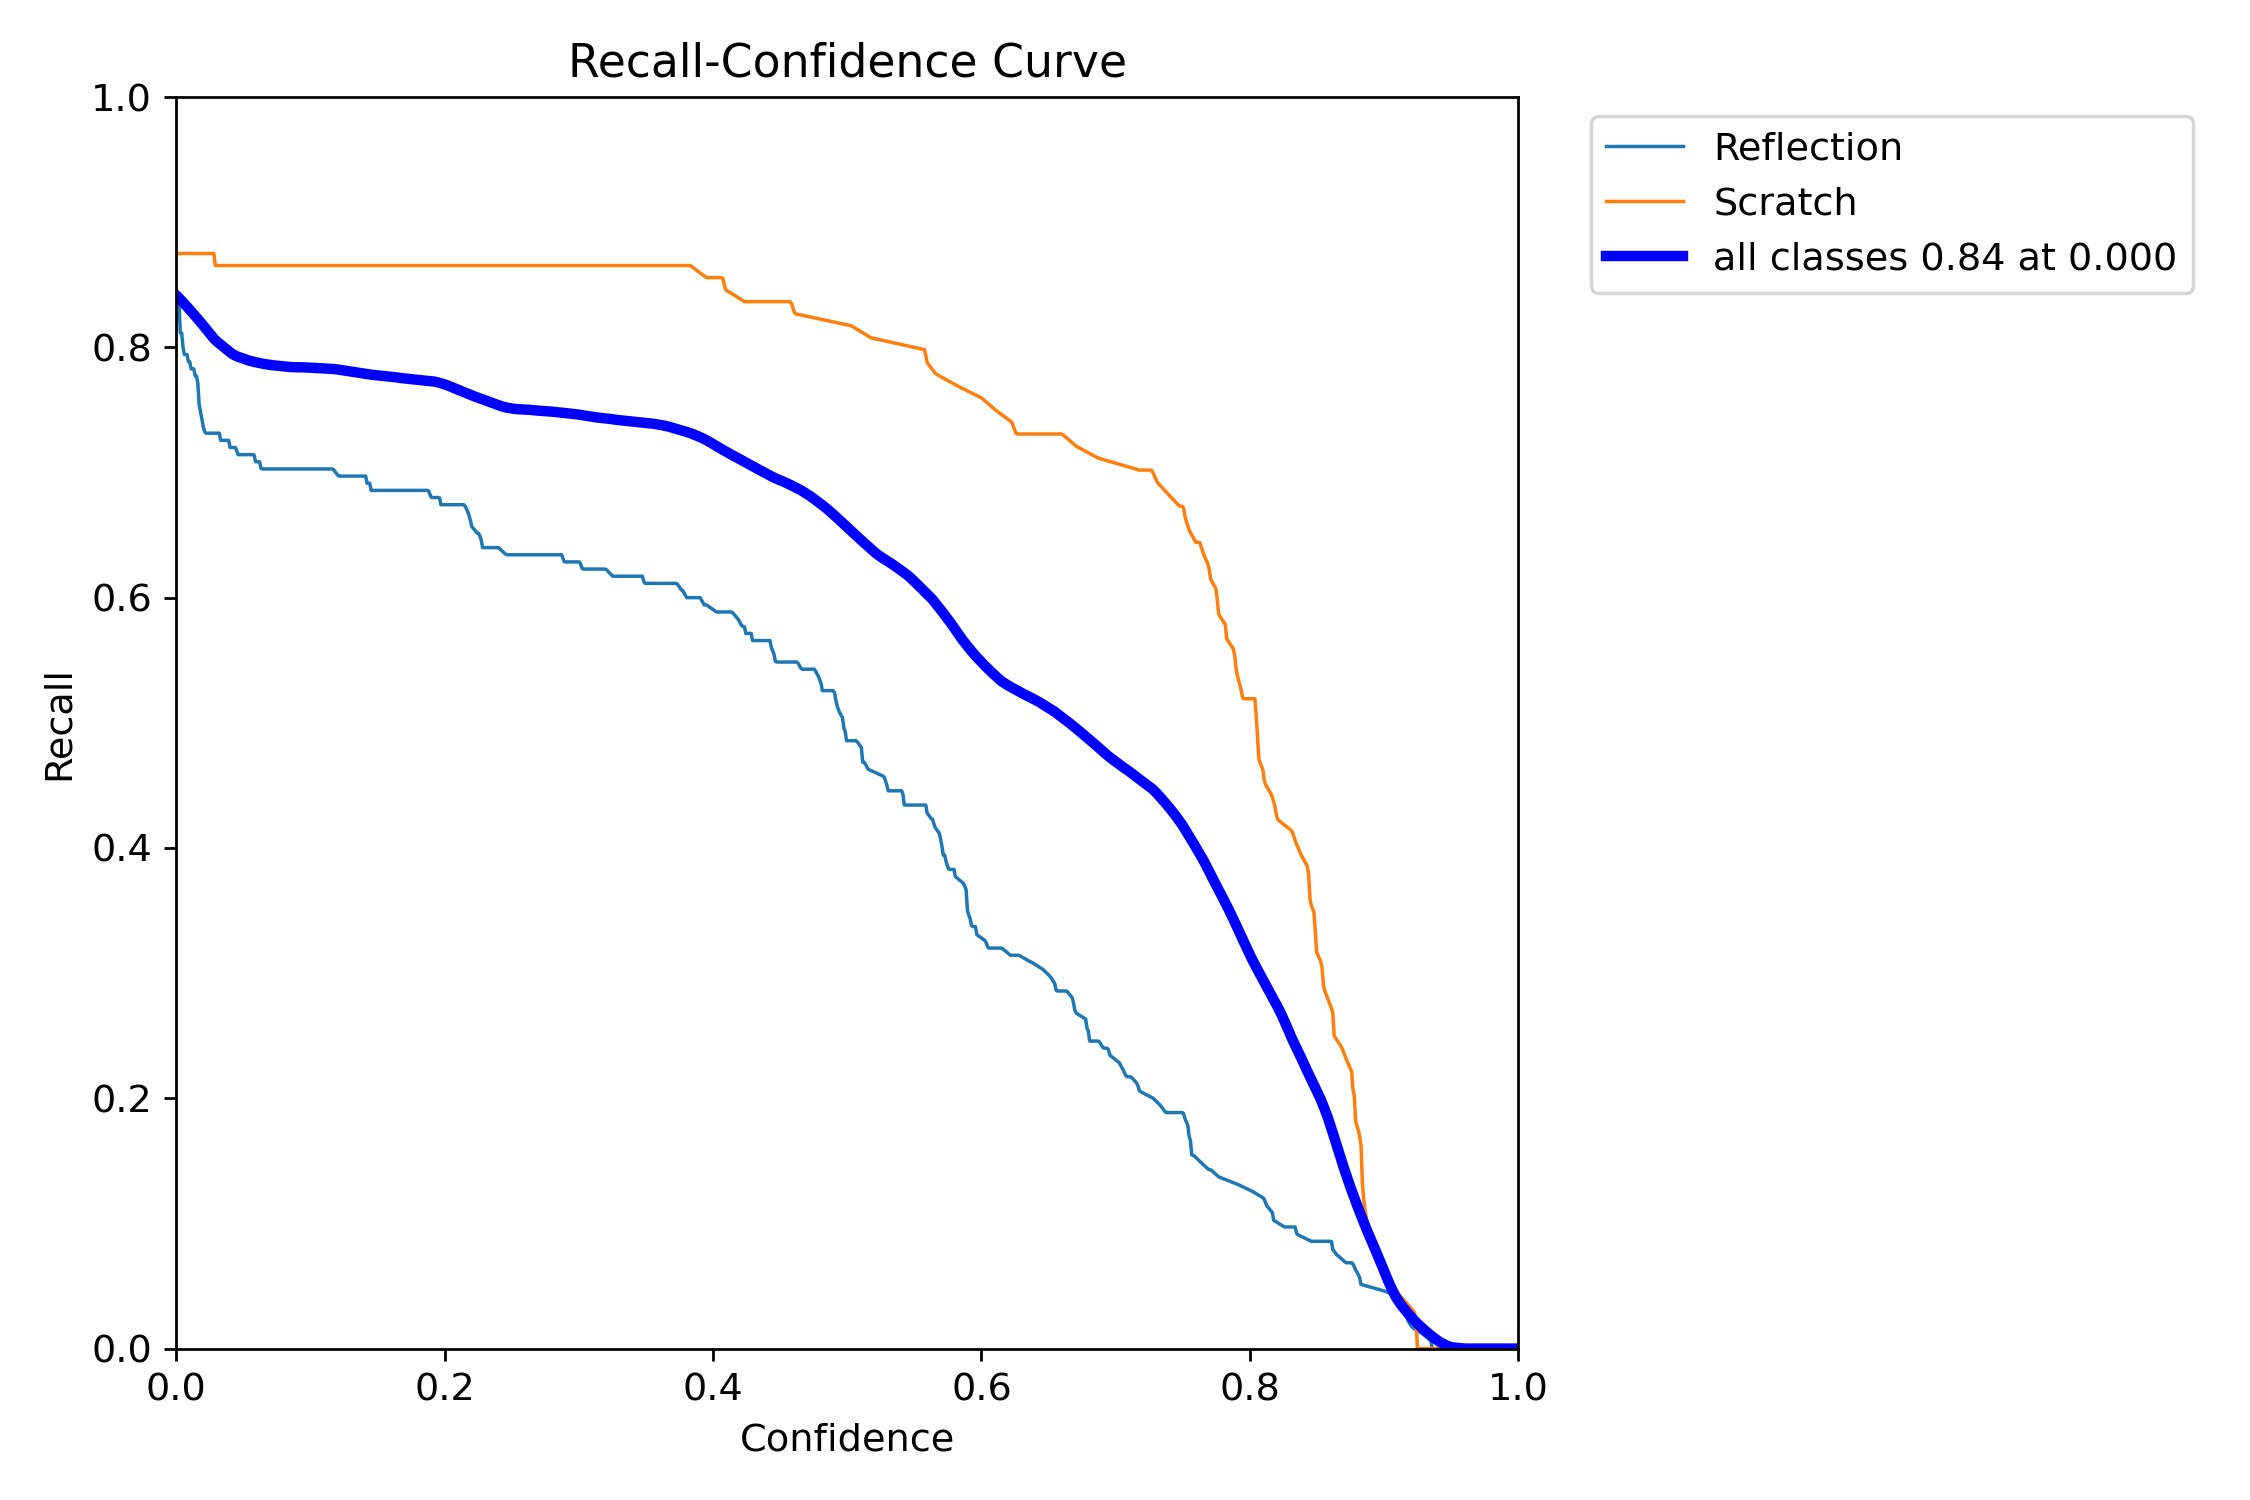 Recall-Confidence Curve
1.0
0.8
0.6
0.4
0.2
0.0
Recall
0.0 0.2 0.4 0.6 0.8 1.0
Confidence
Reflection
Scratch
all classes 0.84 at 0.000